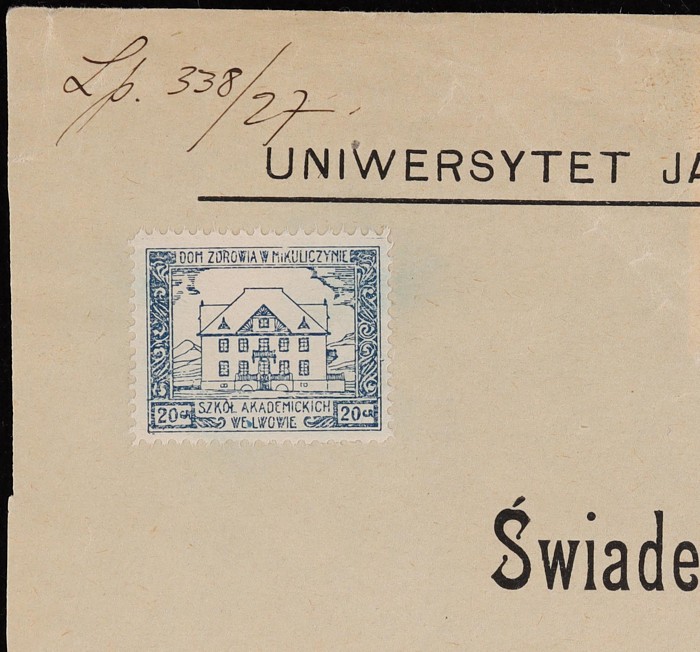 Lp. 338/27.
UNIWERSYTET JA
DOM ZDROWIA W MIKULICZYNIE
20 GR SZKÓŁ AKADEMICKICH 20 GR
WE LWOWIE
Świade